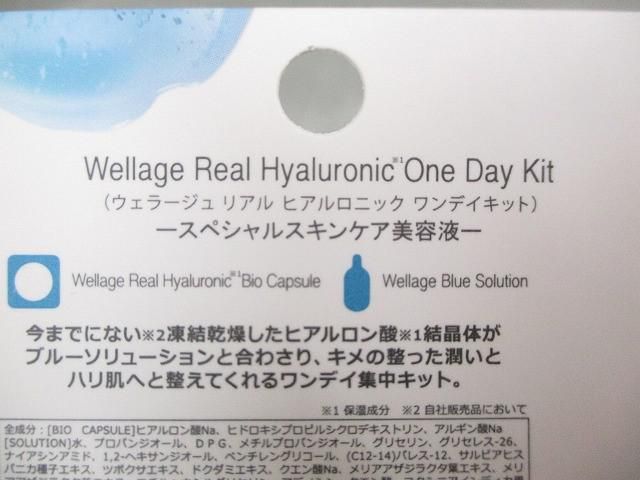 Wellage Real Hyaluronic※1 One Day Kit
（ウェラージュ リアル ヒアルロニック ワンデイキット）
ースペシャルスキンケア美容液ー
Wellage Real Hyaluronic※1 Bio Capsule Wellage Blue Solution
今までにない※2凍結乾燥したヒアルロン酸※1結晶体が
ブルーソリューションと合わさり、キメの整った潤いと
ハリ肌へと整えてくれるワンデイ集中キット。
※1 保湿成分 ※2 自社販売品において
全成分：[BIO CAPSULE]ヒアルロン酸Na、ヒドロキシプロピルシクロデキストリン、アルギン酸Na
[SOLUTION]水、プロパンジオール、DPG、メチルプロパンジオール、グリセリン、グリセレス-26、
ナイアシンアミド、1,2-ヘキサンジオール、ペンチレングリコール、(C12-14)パレス-12、サルビアヒス
パニカ種子エキス、ツボクサエキス、ドクダミエキス、クエン酸Na、メリアアザジラクタ葉エキス、メリ